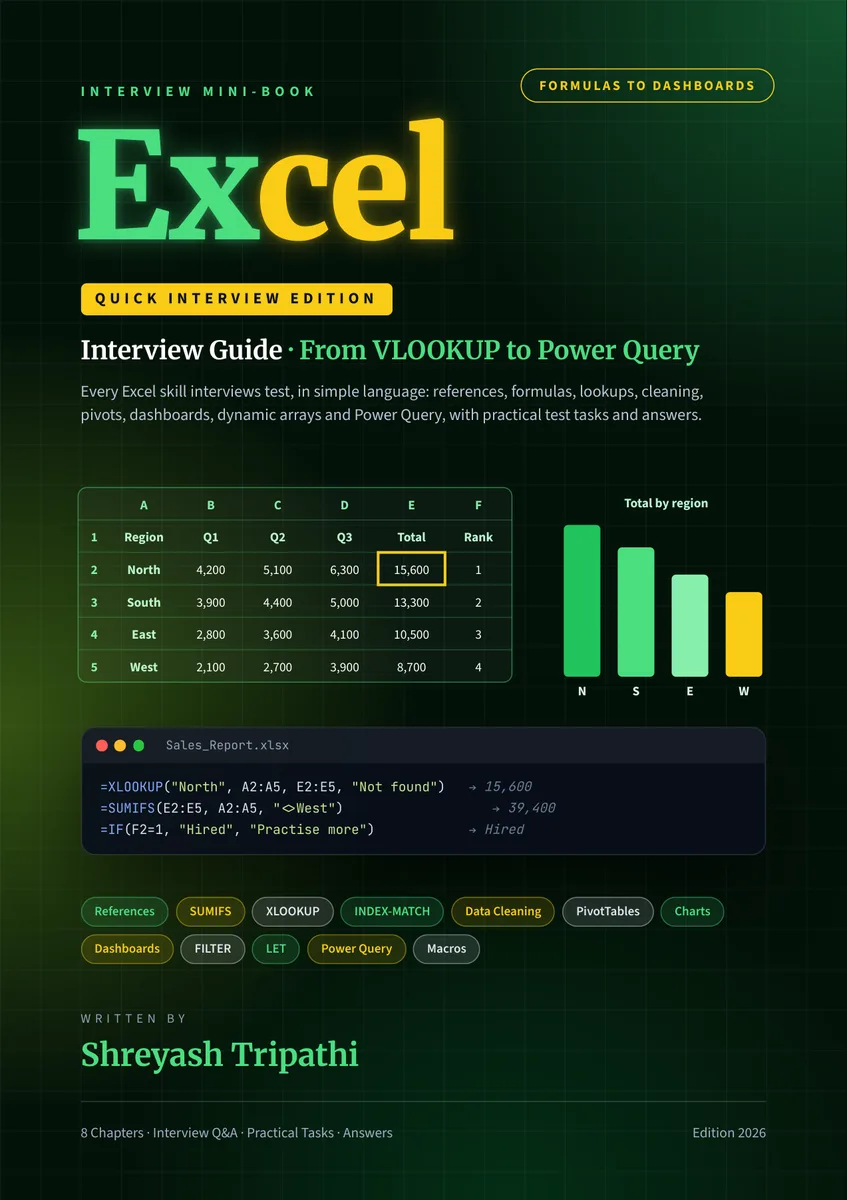 INTERVIEW MINI-BOOK
FORMULAS TO DASHBOARDS
Excel
QUICK INTERVIEW EDITION
Interview Guide · From VLOOKUP to Power Query
Every Excel skill interviews test, in simple language: references, formulas, lookups, cleaning,
pivots, dashboards, dynamic arrays and Power Query, with practical test tasks and answers.
A B C D E F
1 Region Q1 Q2 Q3 Total Rank
2 North 4,200 5,100 6,300 15,600 1
3 South 3,900 4,400 5,000 13,300 2
4 East 2,800 3,600 4,100 10,500 3
5 West 2,100 2,700 3,900 8,700 4
Total by region
N S E W
Sales_Report.xlsx
=XLOOKUP("North", A2:A5, E2:E5, "Not found") → 15,600
=SUMIFS(E2:E5, A2:A5, "<>West") → 39,400
=IF(F2=1, "Hired", "Practise more") → Hired
References SUMIFS XLOOKUP INDEX-MATCH Data Cleaning PivotTables Charts
Dashboards FILTER LET Power Query Macros
WRITTEN BY
Shreyash Tripathi
8 Chapters · Interview Q&A · Practical Tasks · Answers
Edition 2026